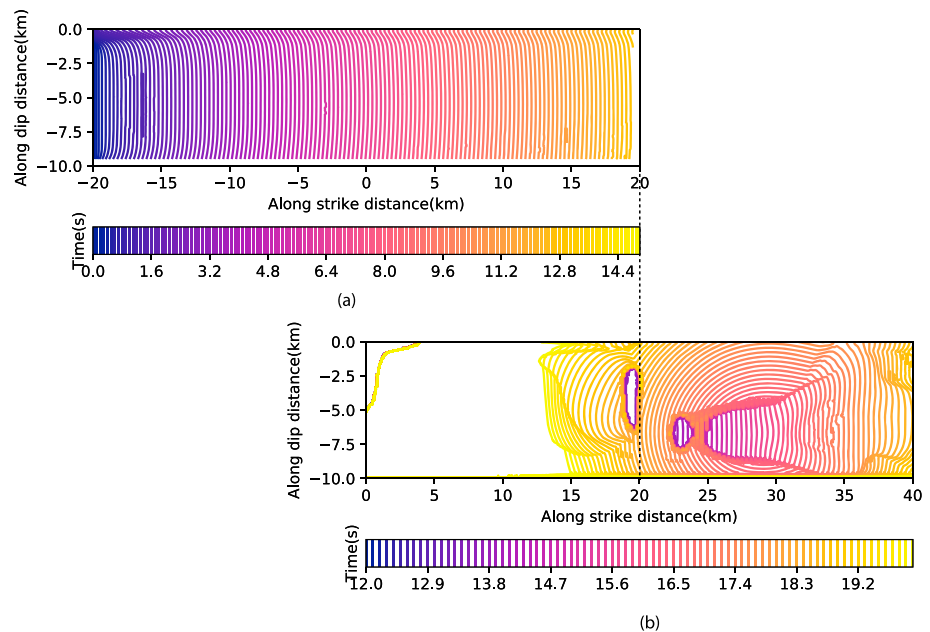 Along dip distance(km)
0.0
−2.5
−5.0
−7.5
−10.0
−20 −15 −10 −5 0 5 10 15 20
Along strike distance(km)
Time(s)
0.0 1.6 3.2 4.8 6.4 8.0 9.6 11.2 12.8 14.4
(a)
Along dip distance(km)
0.0
−2.5
−5.0
−7.5
−10.0
0 5 10 15 20 25 30 35 40
Along strike distance(km)
Time(s)
12.0 12.9 13.8 14.7 15.6 16.5 17.4 18.3 19.2
(b)